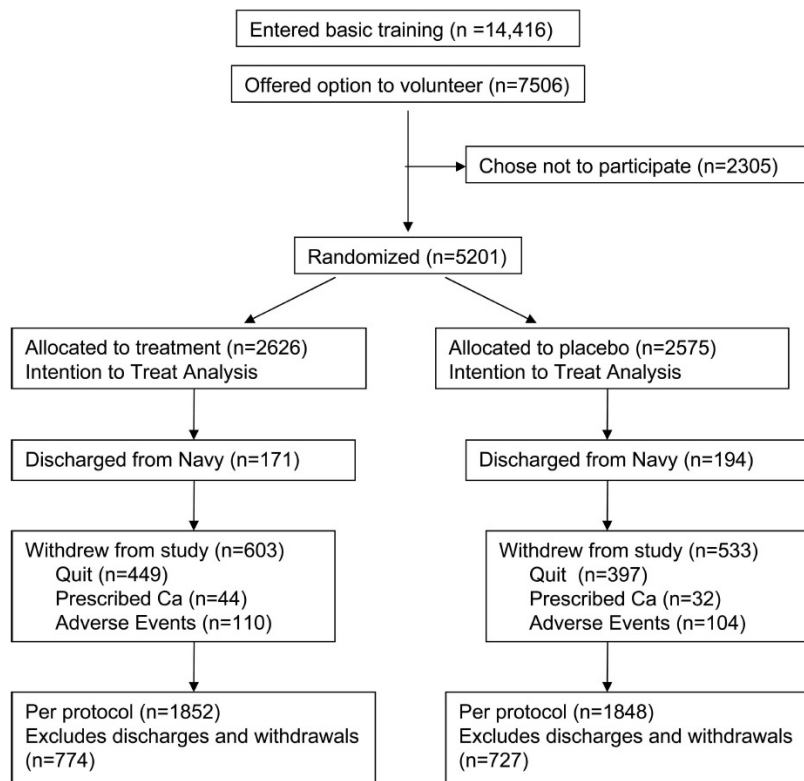 Entered basic training (n =14,416)
Offered option to volunteer (n=7506)
Chose not to participate (n=2305)
Randomized (n=5201)
Allocated to treatment (n=2626)
Intention to Treat Analysis
Allocated to placebo (n=2575)
Intention to Treat Analysis
Discharged from Navy (n=171)
Discharged from Navy (n=194)
Withdrew from study (n=603)
Quit (n=449)
Prescribed Ca (n=44)
Adverse Events (n=110)
Withdrew from study (n=533)
Quit (n=397)
Prescribed Ca (n=32)
Adverse Events (n=104)
Per protocol (n=1852)
Excludes discharges and withdrawals
(n=774)
Per protocol (n=1848)
Excludes discharges and withdrawals
(n=727)